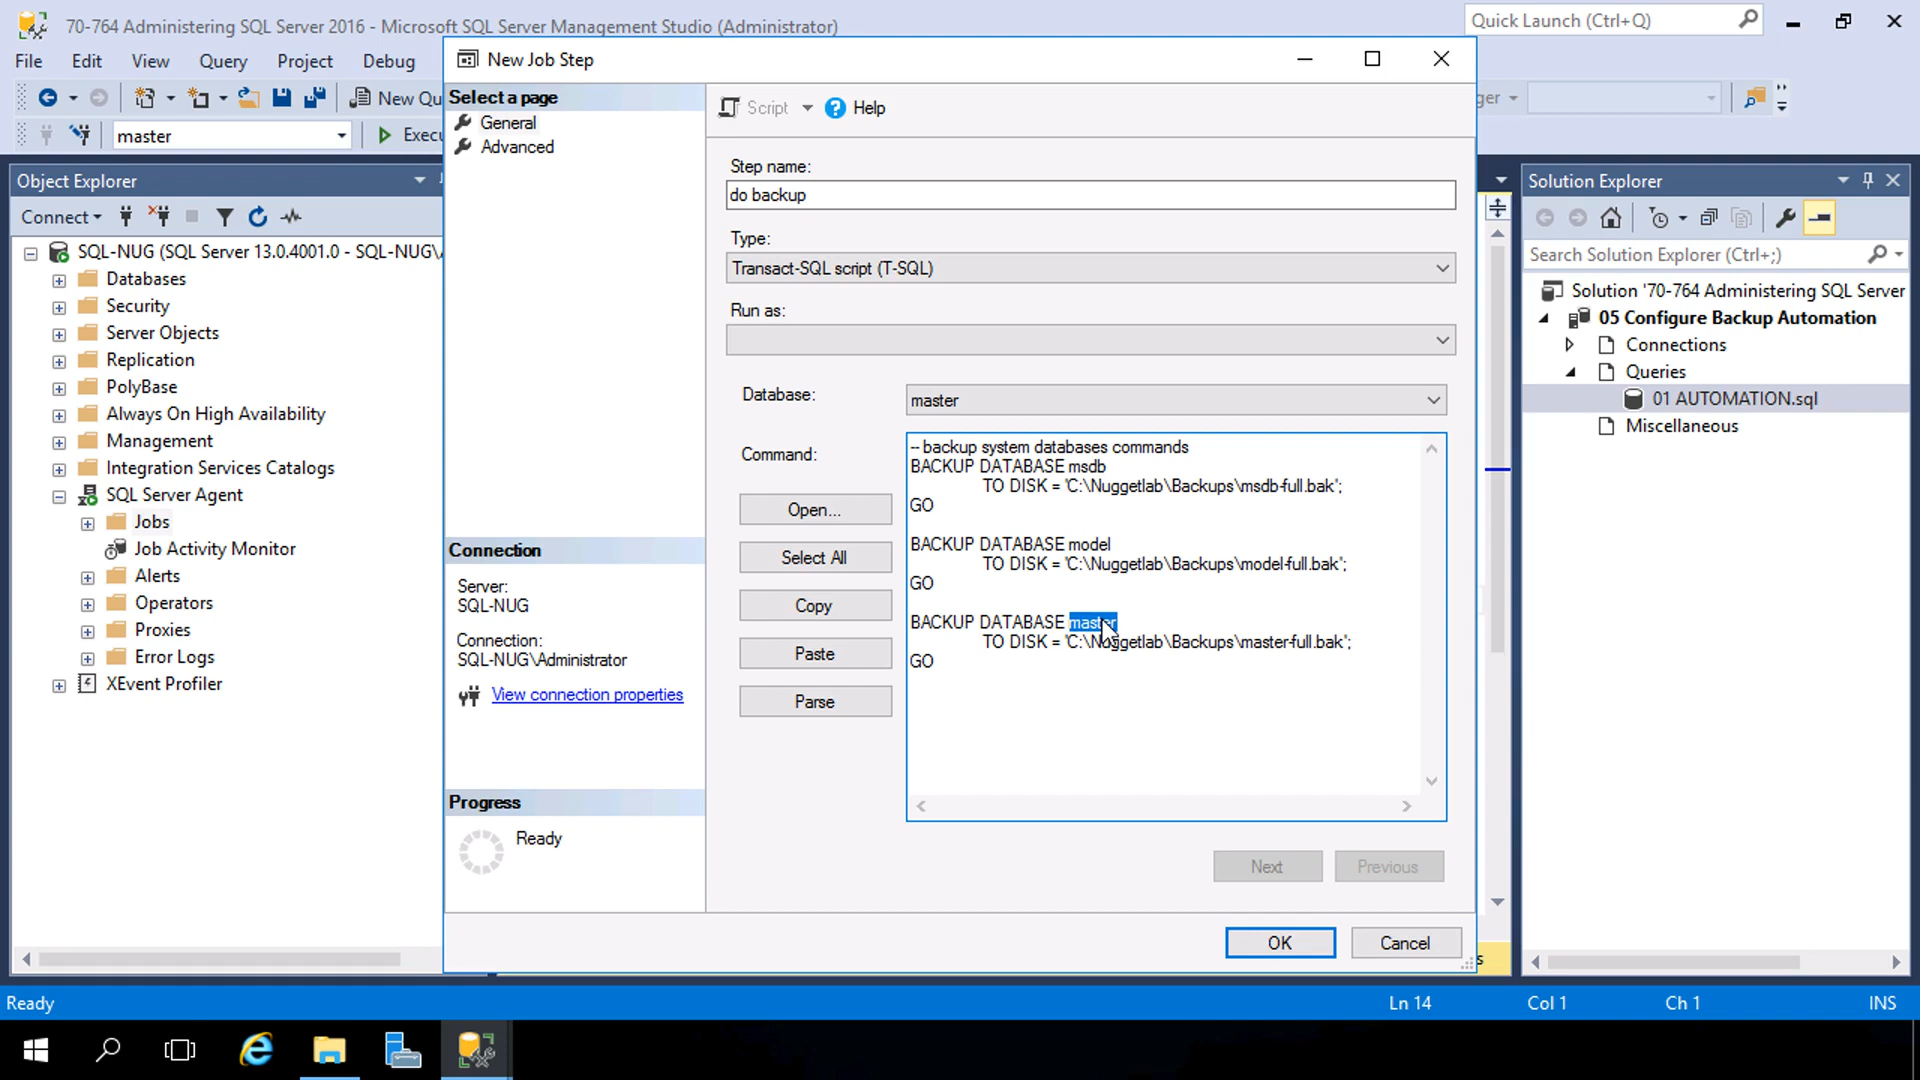 70-764 Administering SQL Server 2016 - Microsoft SQL Server Management Studio (Administrator)
Quick Launch (Ctrl+Q)
File Edit View Query Project Debug
New Qu
master
Execu
Object Explorer
Connect
SQL-NUG (SQL Server 13.0.4001.0 - SQL-NUG\
Databases
Security
Server Objects
Replication
PolyBase
Always On High Availability
Management
Integration Services Catalogs
SQL Server Agent
Jobs
Job Activity Monitor
Alerts
Operators
Proxies
Error Logs
XEvent Profiler
New Job Step
Select a page
General
Advanced
Connection
Server:
SQL-NUG
Connection:
SQL-NUG\Administrator
View connection properties
Progress
Ready
Script
Help
Step name:
do backup
Type:
Transact-SQL script (T-SQL)
Run as:
Database:
master
Command:
Open...
Select All
Copy
Paste
Parse
-- backup system databases commands
BACKUP DATABASE msdb
TO DISK = 'C:\Nuggetlab\Backups\msdb-full.bak';
GO
BACKUP DATABASE model
TO DISK = 'C:\Nuggetlab\Backups\model-full.bak';
GO
BACKUP DATABASE master
TO DISK = 'C:\Nuggetlab\Backups\master-full.bak';
GO
Next
Previous
OK
Cancel
Solution Explorer
Search Solution Explorer (Ctrl+;)
Solution '70-764 Administering SQL Server
05 Configure Backup Automation
Connections
Queries
01 AUTOMATION.sql
Miscellaneous
Ready
Ln 14
Col 1
Ch 1
INS